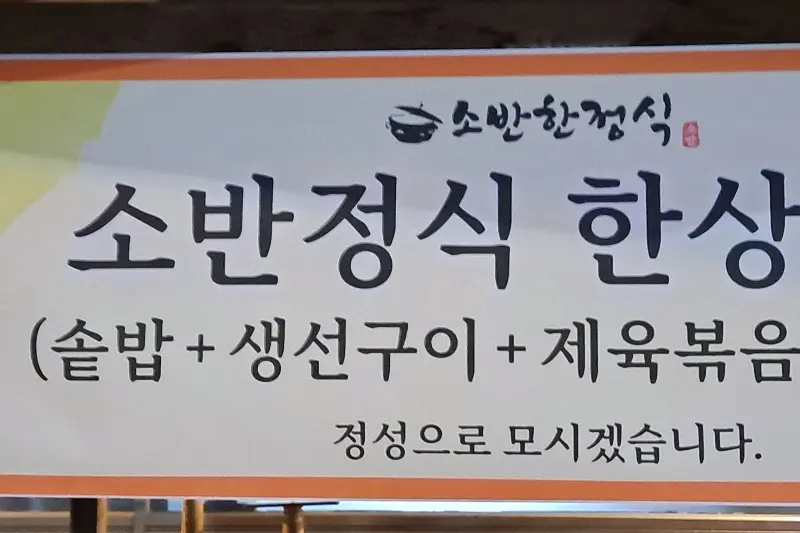 소반한정식
소반정식 한상
(솥밥 + 생선구이 + 제육볶음
정성으로 모시겠습니다.